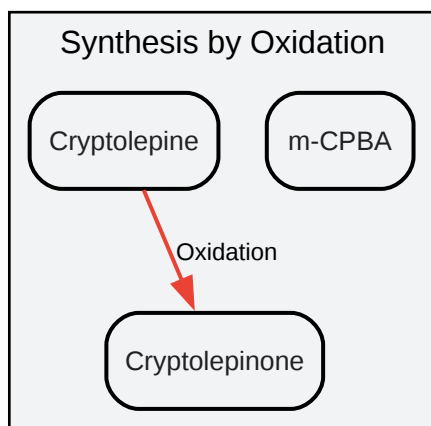 Synthesis by Oxidation
Cryptolepine
m-CPBA
Oxidation
Cryptolepinone